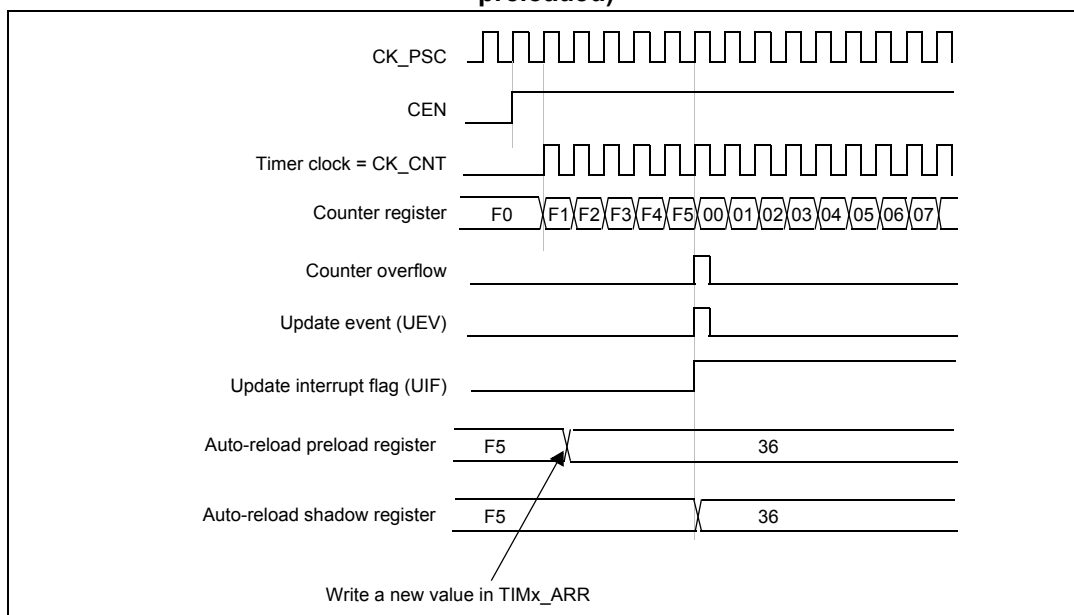 preloaded)
CK_PSC
CEN
Timer clock = CK_CNT
Counter register F0 F1 F2 F3 F4 F5 00 01 02 03 04 05 06 07
Counter overflow
Update event (UEV)
Update interrupt flag (UIF)
Auto-reload preload register F5 36
Auto-reload shadow register F5 36
Write a new value in TIMx_ARR